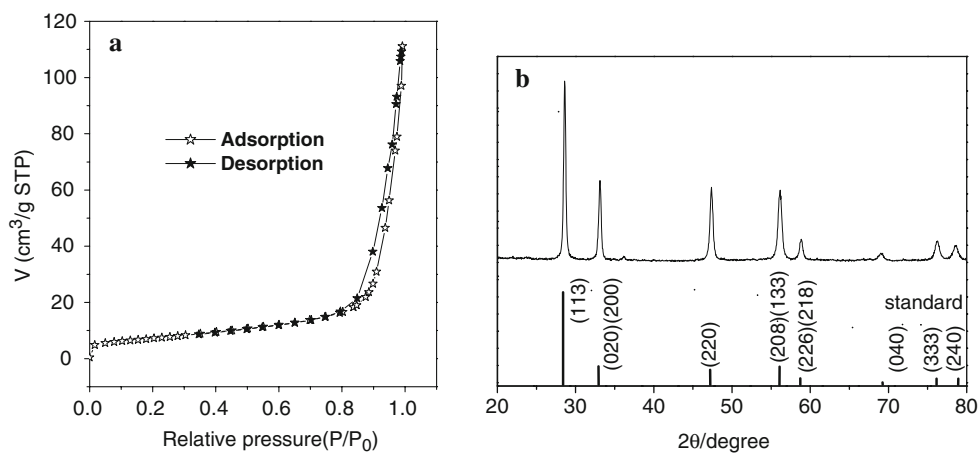 a
120
100
80
60
40
20
0
V (cm³/g STP)
Adsorption
Desorption
0.0 0.2 0.4 0.6 0.8 1.0
Relative pressure(P/P₀)
b
(113)
(020)(200)
(220)
(208)(133)
(226)(218)
standard
(040)
(333)
(240)
20 30 40 50 60 70 80
2θ/degree